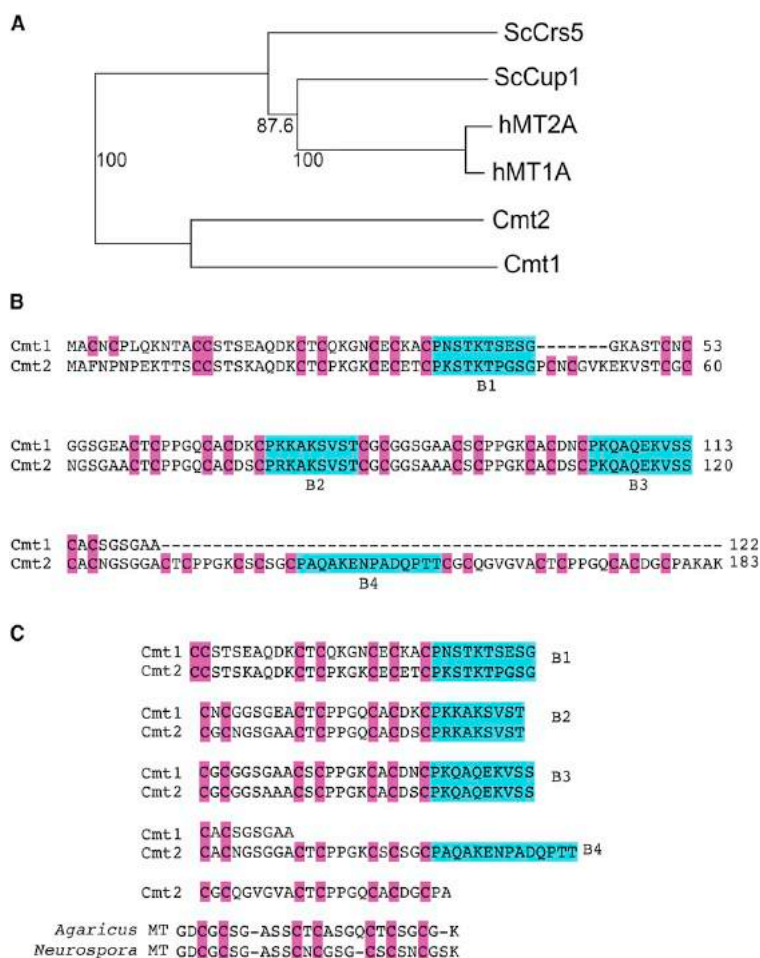 A
ScCrs5
ScCup1
87.6
hMT2A
100
100
hMT1A
Cmt2
Cmt1
B
Cmt1 MACNCPLQKNTACCSTSEAQDKCTCQKGNCECKACPNSTKTSESG-------GKASTCNC 53
Cmt2 MAFNPNPEKTTSCCSTSKAQDKCTCPKGKCECETCPKSTKTPGSGPCNCGVKEKVSTCGC 60
B1
Cmt1 GGSGEACTCPPGQCACDKCPKKAKSVSTCGCGGSGAACSCPPGKCACDNCPKQAQEKVSS 113
Cmt2 NGSGAACTCPPGQCACDSCPRKAKSVSTCGCGGSAAACSCPPGKCACDSCPKQAQEKVSS 120
B2 B3
Cmt1 CACSGSGAA------------------------------------------------------ 122
Cmt2 CACNGSGGACTCPPGKCSCSGCPAQAKENPADQPTTCGCQGVGVACTCPPGQCACDGCPAKAK 183
B4
C
Cmt1 CCSTSEAQDKCTCQKGNCECKACPNSTKTSESG B1
Cmt2 CCSTSKAQDKCTCPKGKCECETCPKSTKTPGSG
Cmt1 CNCGGSGEACTCPPGQCACDKCPKKAKSVST B2
Cmt2 CGCNGSGAACTCPPGQCACDSCPRKAKSVST
Cmt1 CGCGGSGAACSCPPGKCACDNCPKQAQEKVSS B3
Cmt2 CGCGGSAAACSCPPGKCACDSCPKQAQEKVSS
Cmt1 CACSGSGAA
Cmt2 CACNGSGGACTCPPGKCSCSGCPAQAKENPADQPTT B4
Cmt2 CGCQGVGVACTCPPGQCACDGCPA
Agaricus MT GDCGCSG-ASSCTCASGQCTCSGCG-K
Neurospora MT GDCGCSG-ASSCNCGSG-CSCSNCGSK